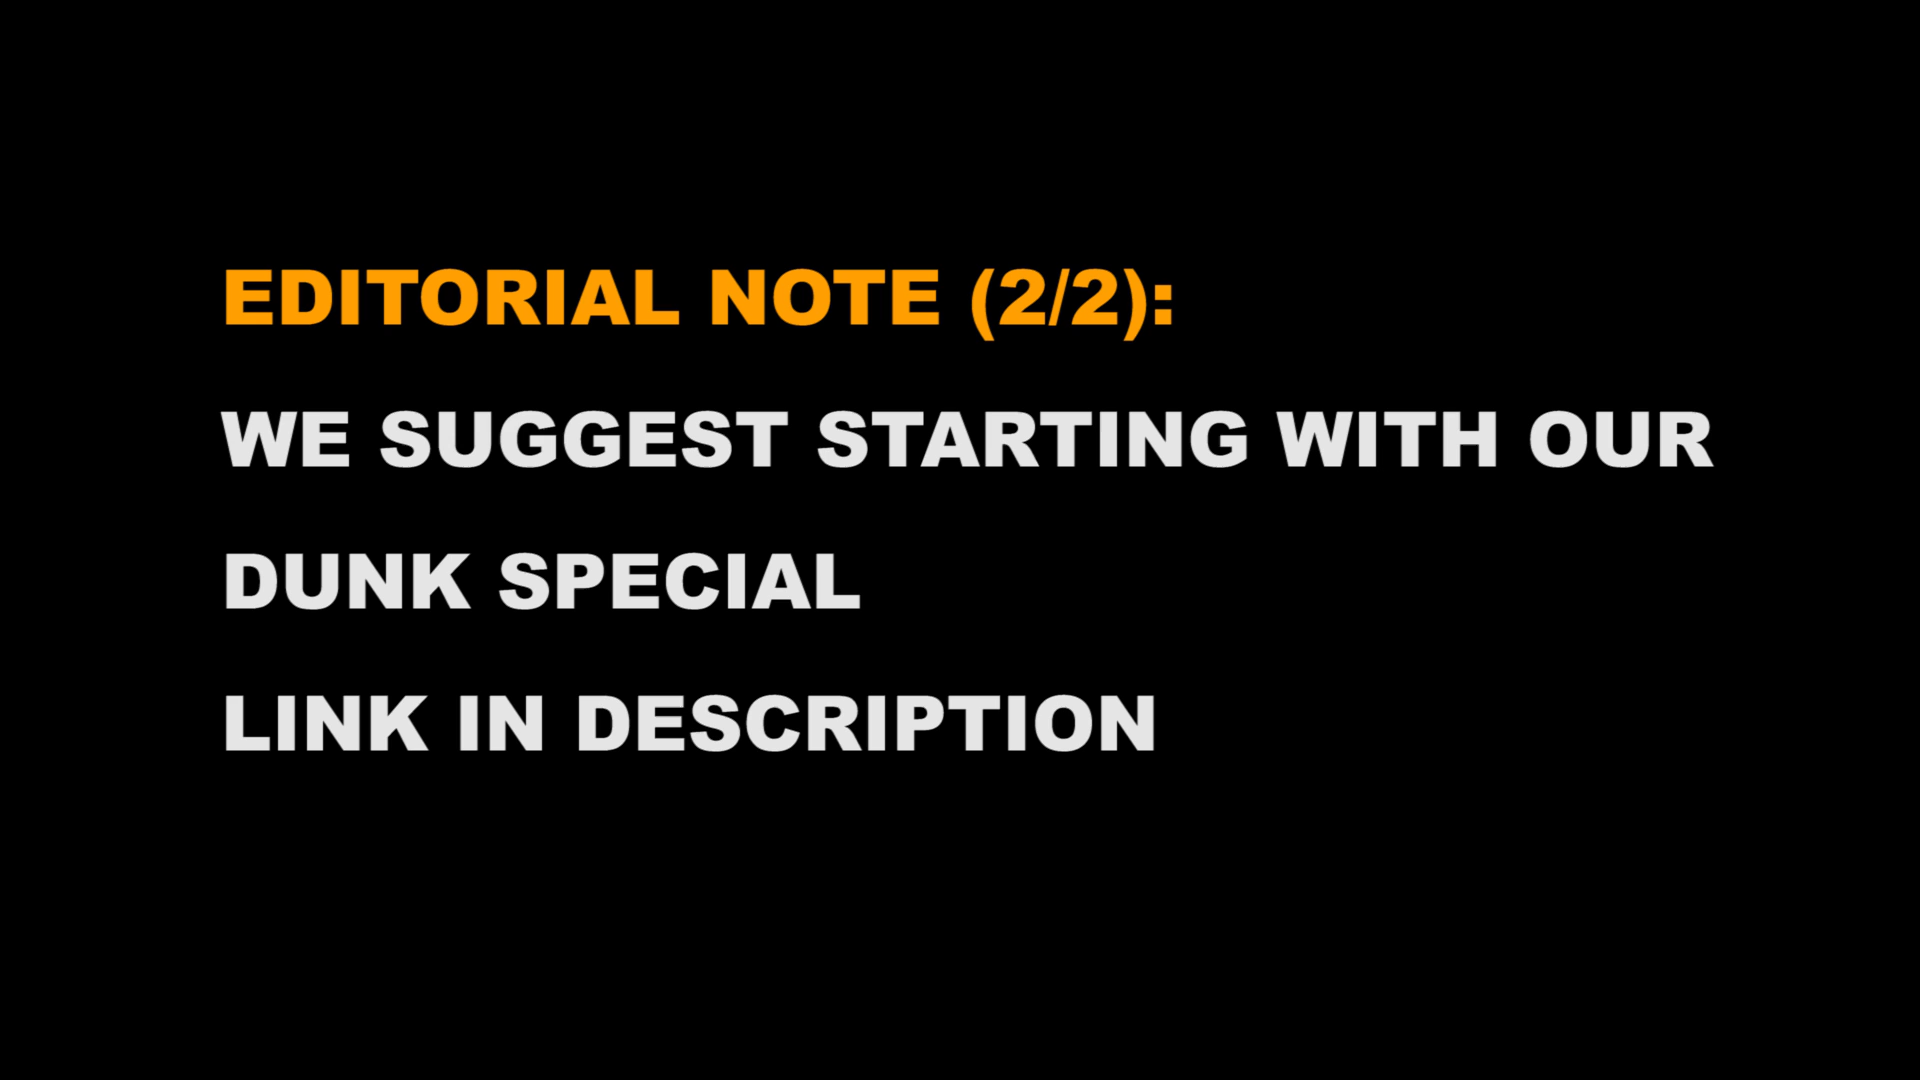 EDITORIAL NOTE (2/2):
WE SUGGEST STARTING WITH OUR
DUNK SPECIAL
LINK IN DESCRIPTION